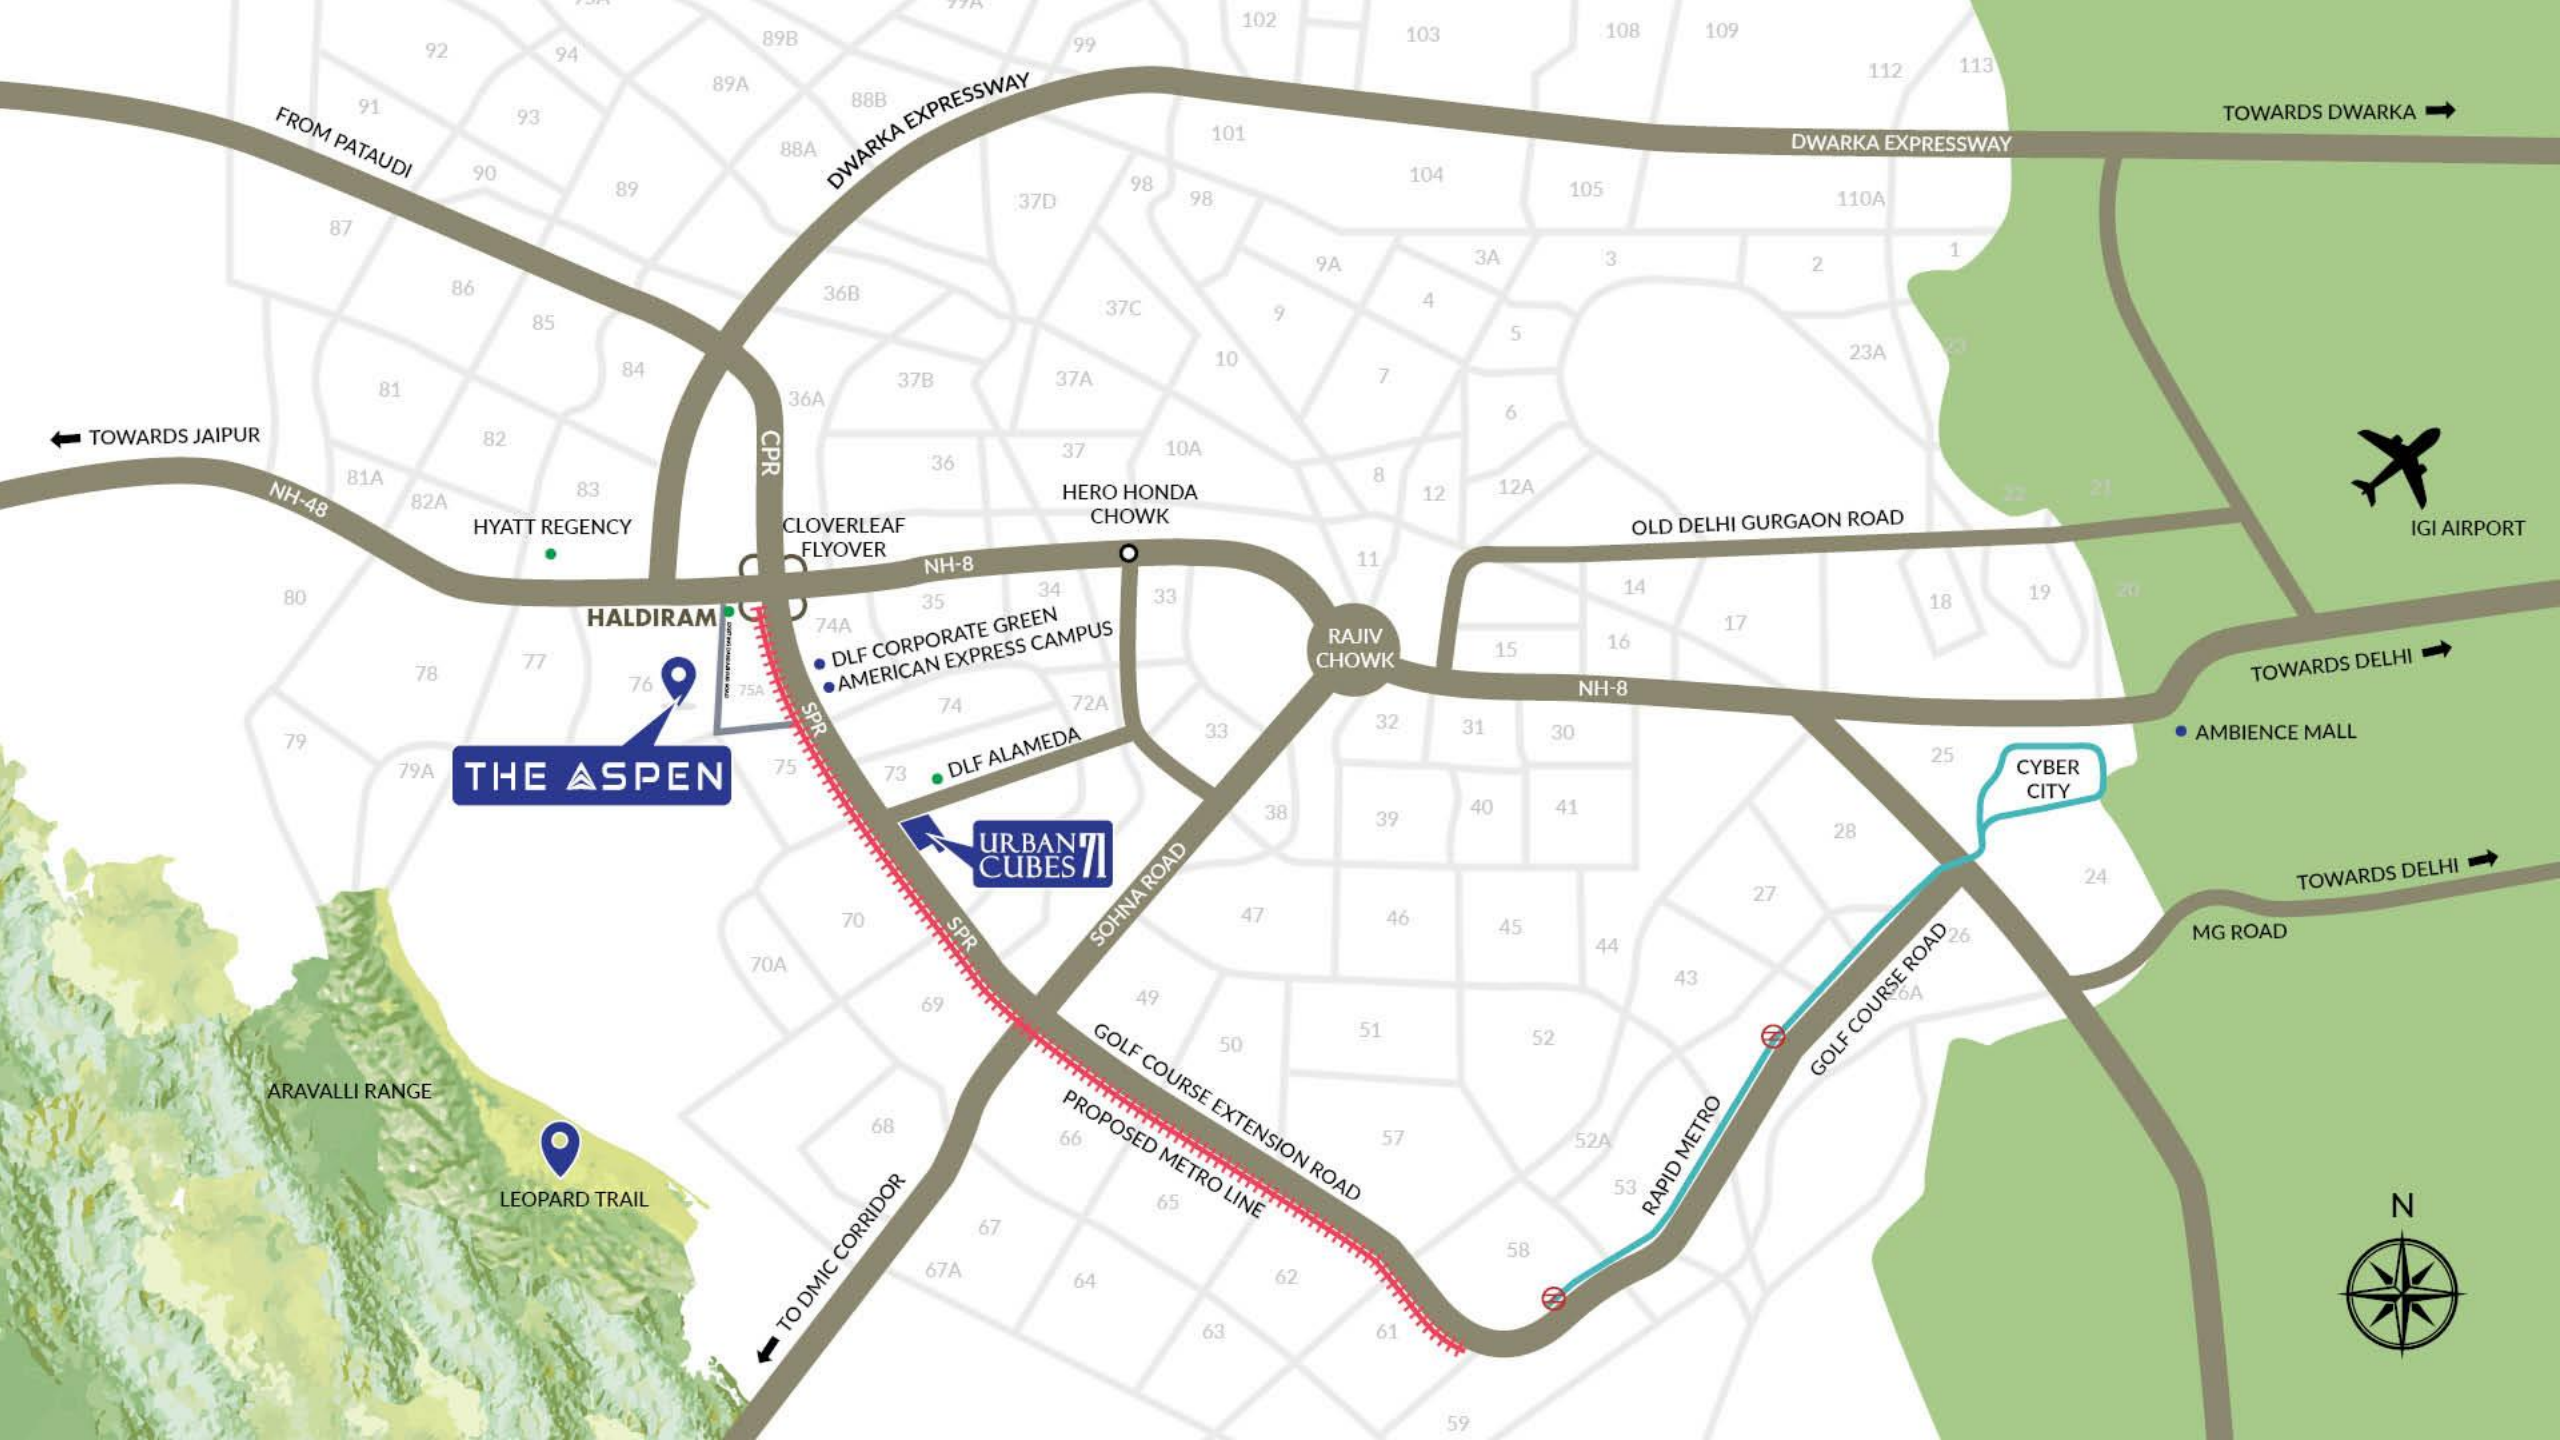 99A
102
103
108
109
92
94
89B
99
112
113
89A
91
88B
93
DWARKA EXPRESSWAY
TOWARDS DWARKA
FROM PATAUDI
101
88A
DWARKA EXPRESSWAY
90
89
37D
98
98
104
105
110A
87
36B
9A
3A
3
2
1
86
85
37C
9
4
5
84
10
23A
23
81
36A
37B
37A
7
6
TOWARDS JAIPUR
82
CPR
36
37
10A
81A
82A
83
8
12
12A
22
21
NH-48
HYATT REGENCY
CLOVERLEAF
FLYOVER
HERO HONDA
CHOWK
OLD DELHI GURGAON ROAD
IGI AIRPORT
NH-8
11
80
HALDIRAM
74A
35
34
33
14
17
18
19
20
DLF CORPORATE GREEN
AMERICAN EXPRESS CAMPUS
RAJIV
CHOWK
15
16
78
77
76
75A
SPR
74
72A
NH-8
TOWARDS DELHI
79
79A
THE ASPEN
75
73
DLF ALAMEDA
33
32
31
30
AMBIENCE MALL
25
CYBER
CITY
URBAN
CUBES 71
38
39
40
41
28
24
TOWARDS DELHI
SOHNA ROAD
70
SPR
47
46
45
44
27
26
MG ROAD
70A
69
49
43
GOLF COURSE ROAD
26A
50
51
52
GOLF COURSE EXTENSION ROAD
ARAVALLI RANGE
68
66
PROPOSED METRO LINE
57
52A
RAPID METRO
LEOPARD TRAIL
TO DMIC CORRIDOR
67
65
53
58
N
67A
64
62
63
61
59